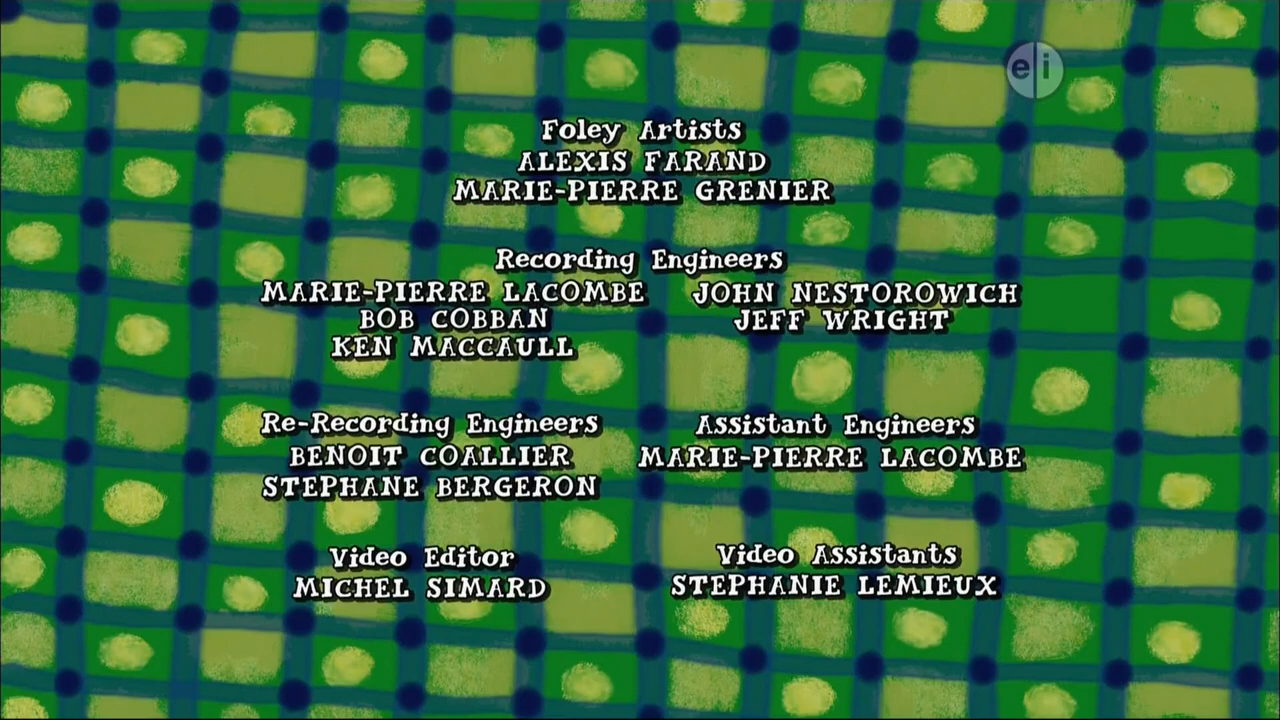 eli
Foley Artists
ALEXIS FARAND
MARIE-PIERRE GRENIER
Recording Engineers
MARIE-PIERRE LACOMBE
BOB COBBAN
KEN MACCAULL
JOHN NESTOROWICH
JEFF WRIGHT
Re-Recording Engineers
BENOIT COALLIER
STEPHANE BERGERON
Assistant Engineers
MARIE-PIERRE LACOMBE
Video Editor
MICHEL SIMARD
Video Assistants
STEPHANIE LEMIEUX